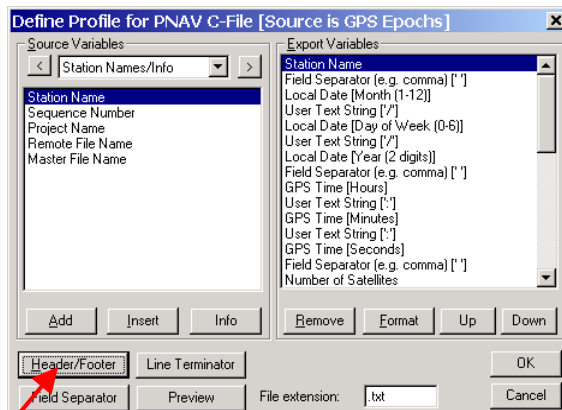 Define Profile for PNAV C-File [Source is GPS Epochs]
Source Variables
< Station Names/Info >
Station Name
Sequence Number
Project Name
Remote File Name
Master File Name
Add Insert Info
Export Variables
Station Name
Field Separator (e.g. comma) [' ']
Local Date [Month (1-12)]
User Text String ['/']
Local Date [Day of Week (0-6)]
User Text String ['/']
Local Date [Year (2 digits)]
Field Separator (e.g. comma) [' ']
GPS Time [Hours]
User Text String [':']
GPS Time [Minutes]
User Text String [':']
GPS Time [Seconds]
Field Separator (e.g. comma) [' ']
Number of Satellites
Remove Format Up Down
Header/Footer Line Terminator OK
Field Separator Preview File extension: .txt Cancel